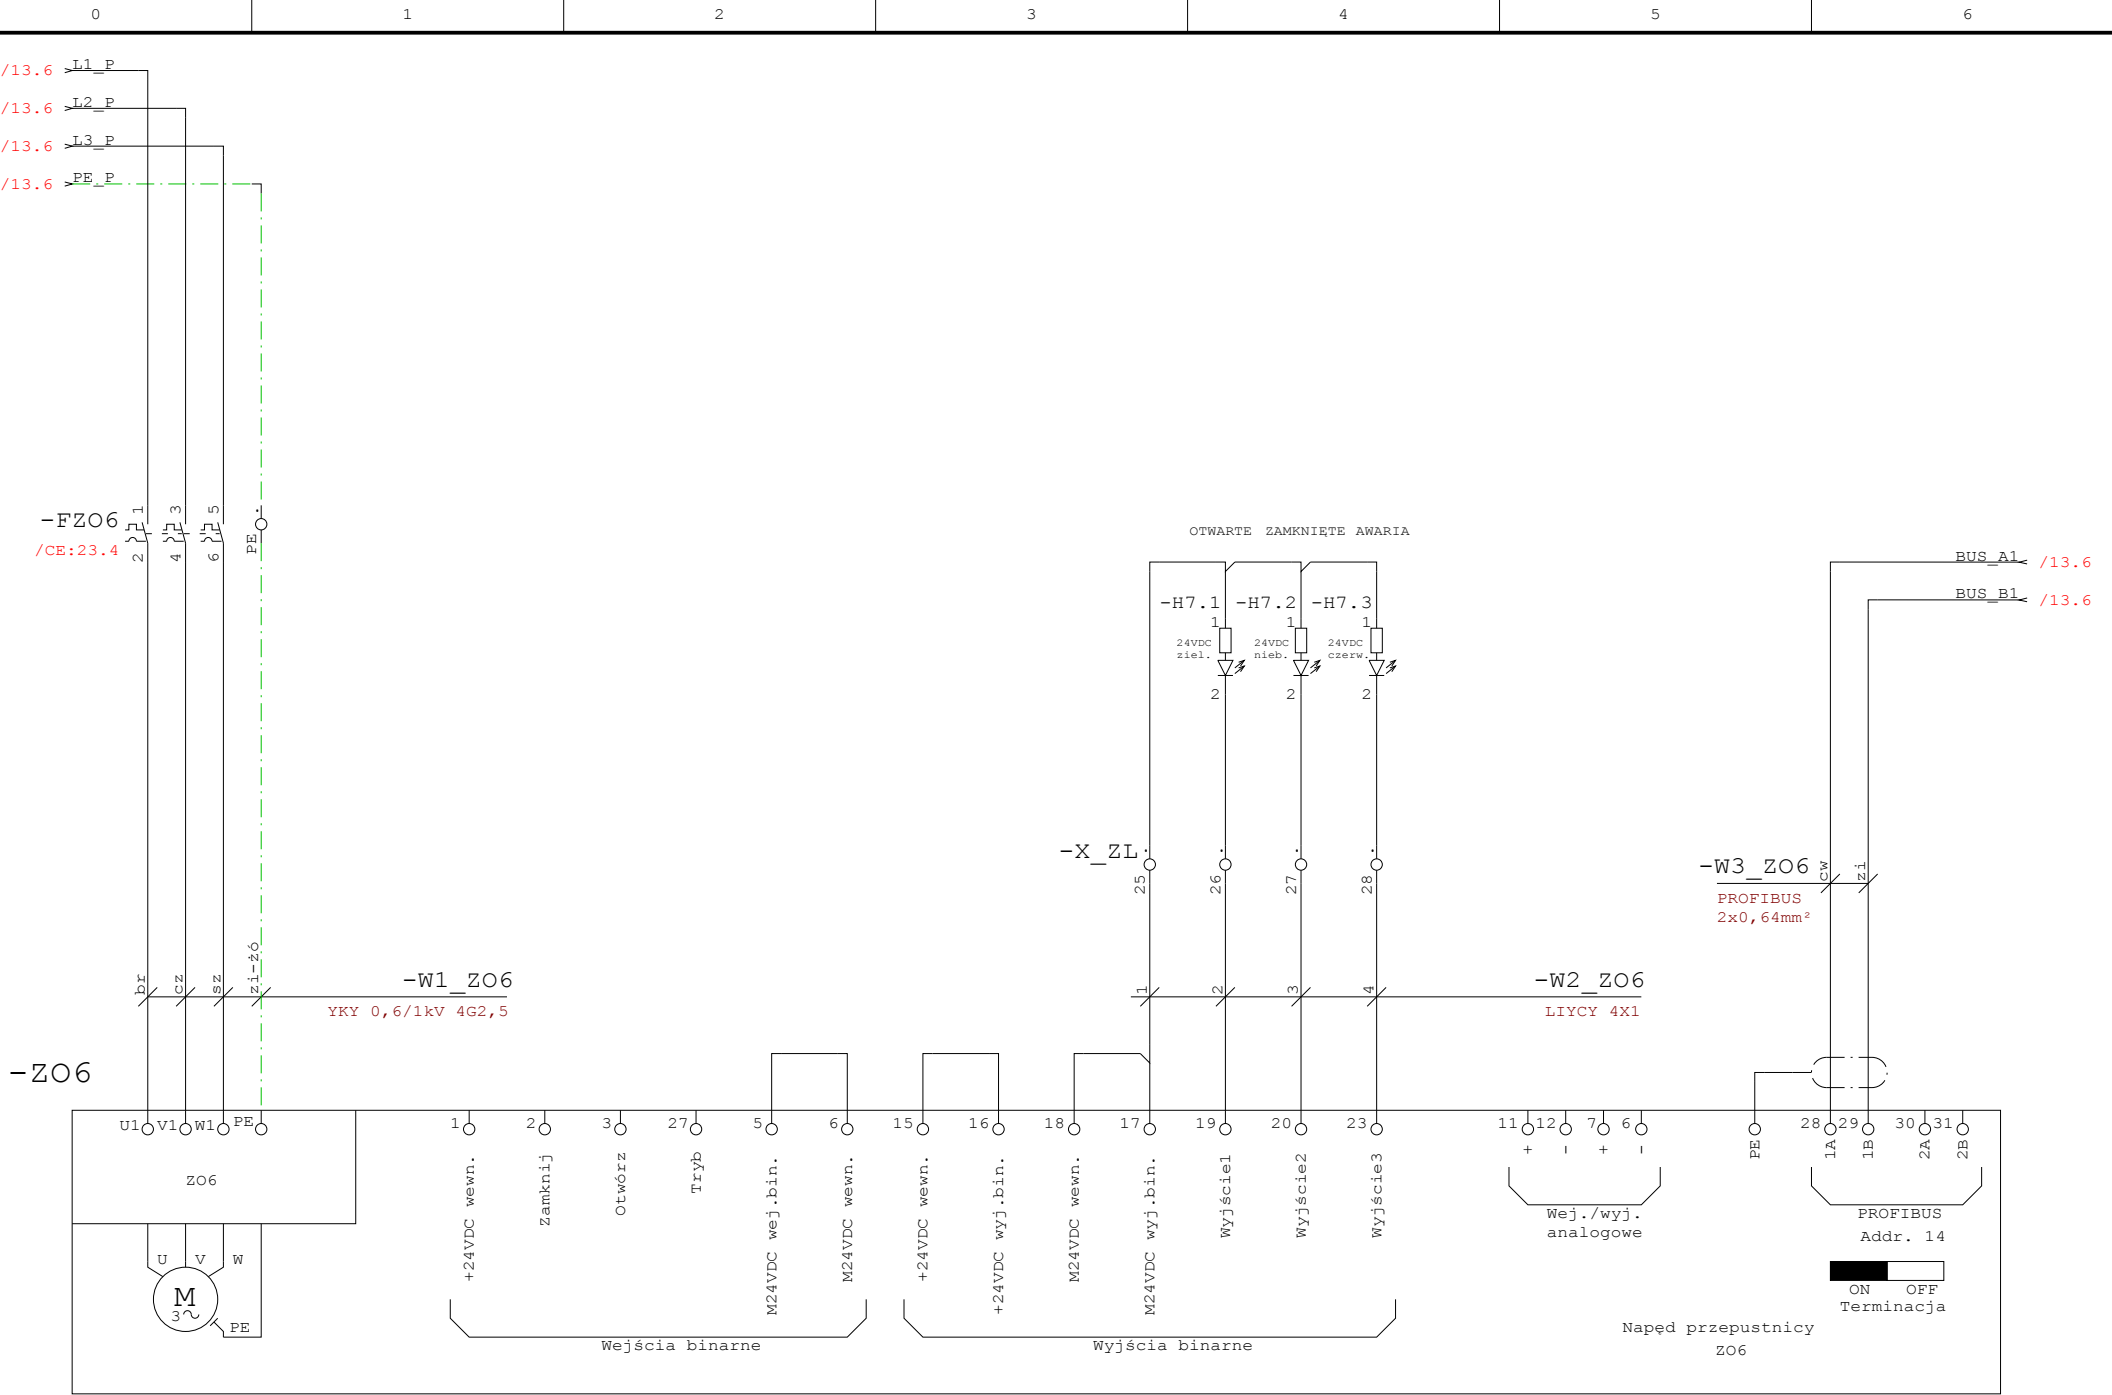 0 1 2 3 4 5 6
/13.6 L1_P
/13.6 L2_P
/13.6 L3_P
/13.6 PE_P
-FZO6 1 3 5 .
/CE:23.4 2 4 6 PE
OTWARTE ZAMKNIĘTE AWARIA
BUS_A1 /13.6
BUS_B1 /13.6
-H7.1 -H7.2 -H7.3
1 1 1
24VDC 24VDC 24VDC
ziel. nieb. czerw.
2 2 2
-X_ZL . . . .
25 26 27 28
-W3_ZO6 cw zi
PROFIBUS
2x0,64mm²
br cz sz zi-żó
-W1_ZO6
YKY 0,6/1kV 4G2,5
1 2 3 4
-W2_ZO6
LIYCY 4X1
-ZO6
U1 V1 W1 PE 1 2 3 27 5 6 15 16 18 17 19 20 23 11 12 7 6 28 29 30 31
ZO6
+24VDC wewn.
Zamknij
Otwórz
Tryb
M24VDC wej.bin.
M24VDC wewn.
+24VDC wewn.
+24VDC wyj.bin.
M24VDC wewn.
M24VDC wyj.bin.
Wyjście1
Wyjście2
Wyjście3
+ - + -
PE
1A 1B 2A 2B
Wej./wyj.
analogowe
PROFIBUS
Addr. 14
U V W
M
3~
PE
ON OFF
Terminacja
Wejścia binarne
Wyjścia binarne
Napęd przepustnicy
ZO6